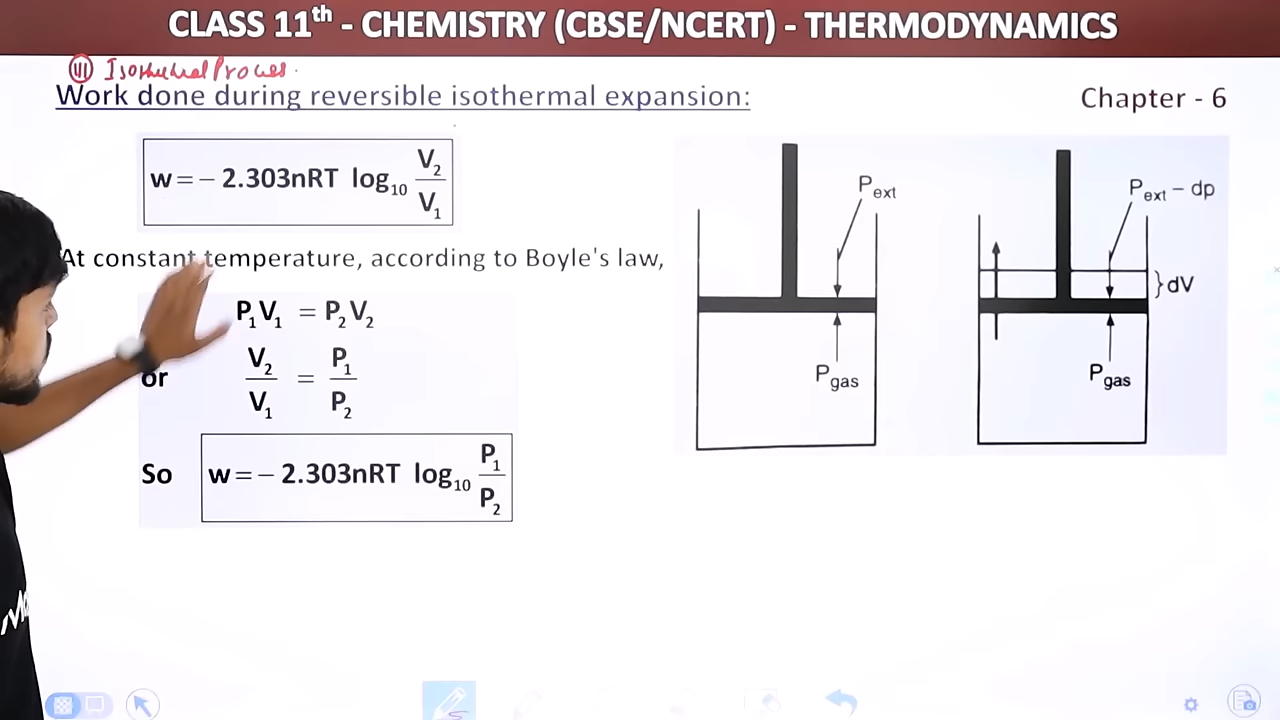 CLASS 11th - CHEMISTRY (CBSE/NCERT) - THERMODYNAMICS
Work done during reversible isothermal expansion:
Chapter - 6
w = – 2.303nRT log10 V2/V1
At constant temperature, according to Boyle's law,
P1V1 = P2V2
or V2/V1 = P1/P2
So w = – 2.303nRT log10 P1/P2
Pext
Pgas
Pext – dp
}dV
Pgas